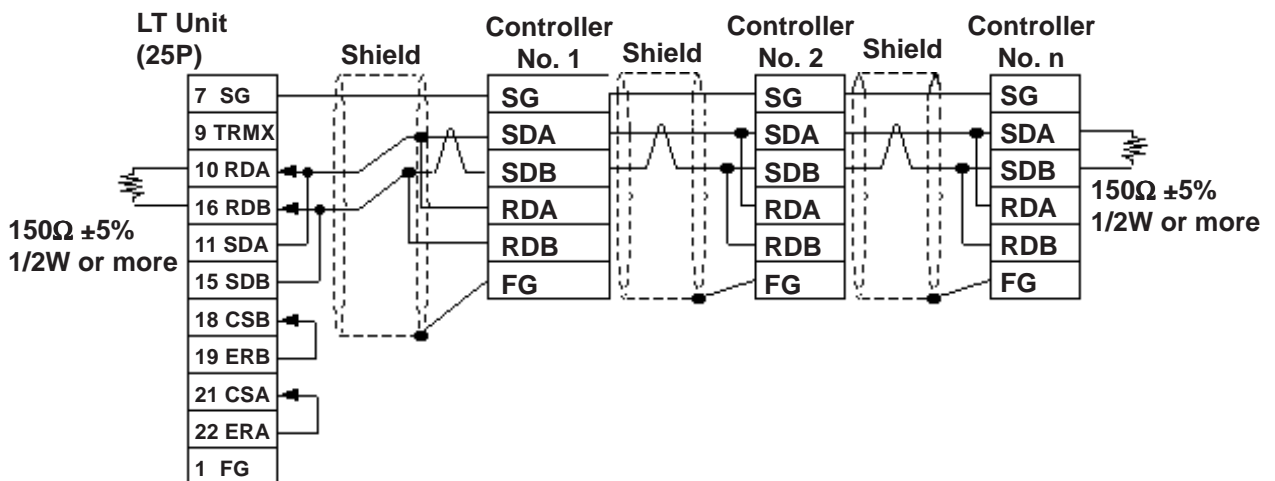 LT Unit
(25P)
7 SG
9 TRMX
10 RDA
16 RDB
11 SDA
15 SDB
18 CSB
19 ERB
21 CSA
22 ERA
1 FG
150Ω ±5%
1/2W or more
Shield
Controller
No. 1
SG
SDA
SDB
RDA
RDB
FG
Shield
Controller
No. 2
SG
SDA
SDB
RDA
RDB
FG
Shield
Controller
No. n
SG
SDA
SDB
RDA
RDB
FG
150Ω ±5%
1/2W or more